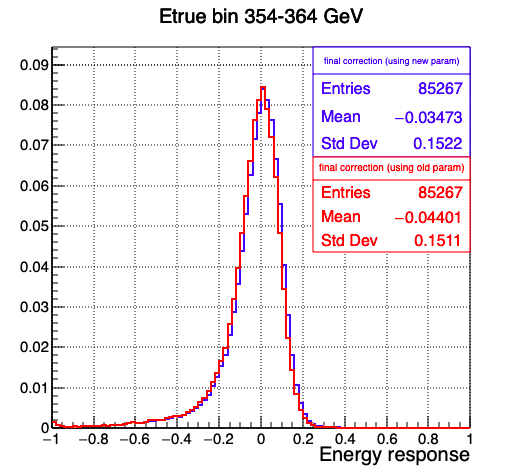 Etrue bin 354-364 GeV
final correction (using new param)
Entries 85267
Mean −0.03473
Std Dev 0.1522
final correction (using old param)
Entries 85267
Mean −0.04401
Std Dev 0.1511
0.09
0.08
0.07
0.06
0.05
0.04
0.03
0.02
0.01
0
−1 −0.8 −0.6 −0.4 −0.2 0 0.2 0.4 0.6 0.8 1
Energy response